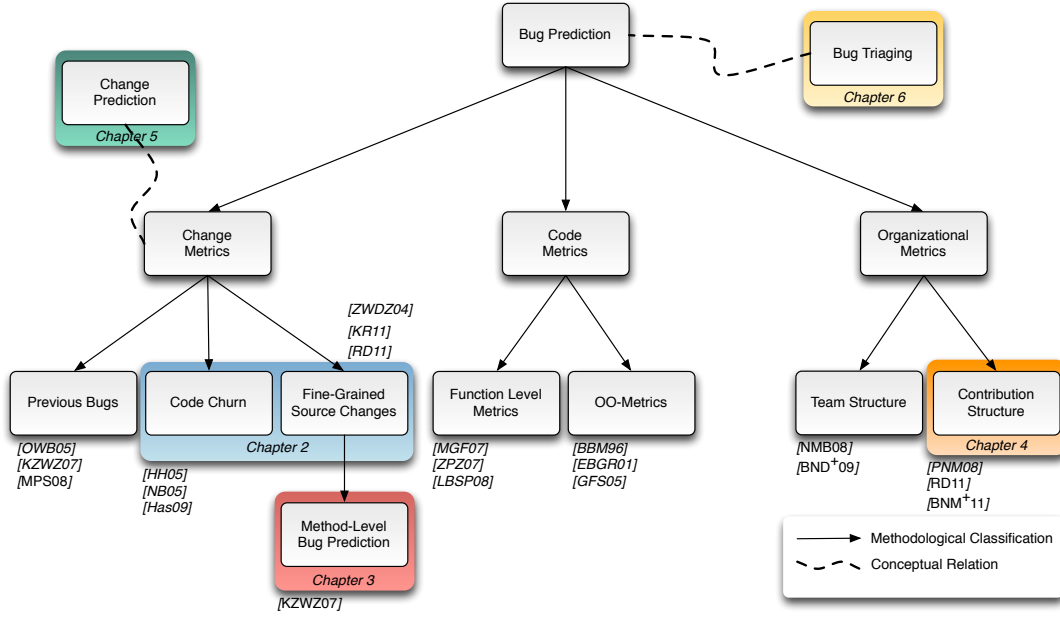 Bug Prediction
Bug Triaging
Chapter 6
Change
Prediction
Chapter 5
Change
Metrics
Code
Metrics
Organizational
Metrics
[ZWDZ04]
[KR11]
[RD11]
Previous Bugs
Code Churn
Fine-Grained
Source Changes
Chapter 2
Function Level
Metrics
OO-Metrics
Team Structure
Contribution
Structure
Chapter 4
[OWB05]
[KZWZ07]
[MPS08]
[HH05]
[NB05]
[Has09]
[MGF07]
[ZPZ07]
[LBSP08]
[BBM96]
[EBGR01]
[GFS05]
[NMB08]
[BND+09]
[PNM08]
[RD11]
[BNM+11]
Method-Level
Bug Prediction
Chapter 3
[KZWZ07]
Methodological Classification
Conceptual Relation